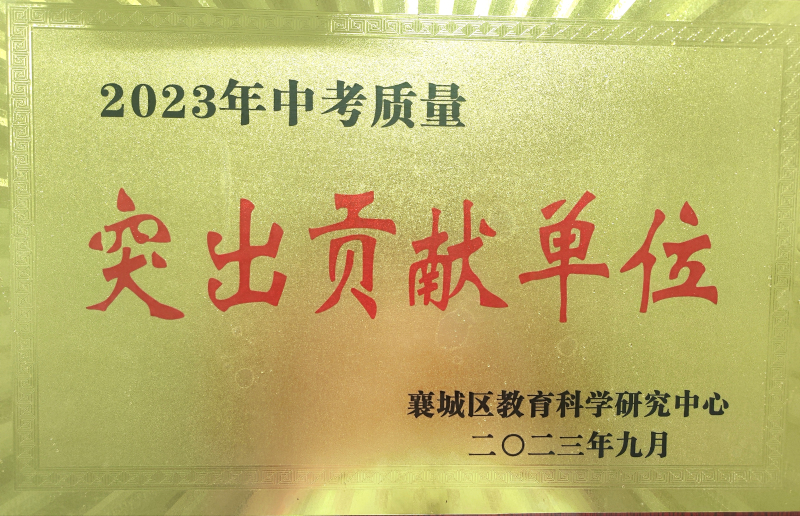 2023年中考质量
突出贡献单位
襄城区教育科学研究中心
二〇二三年九月